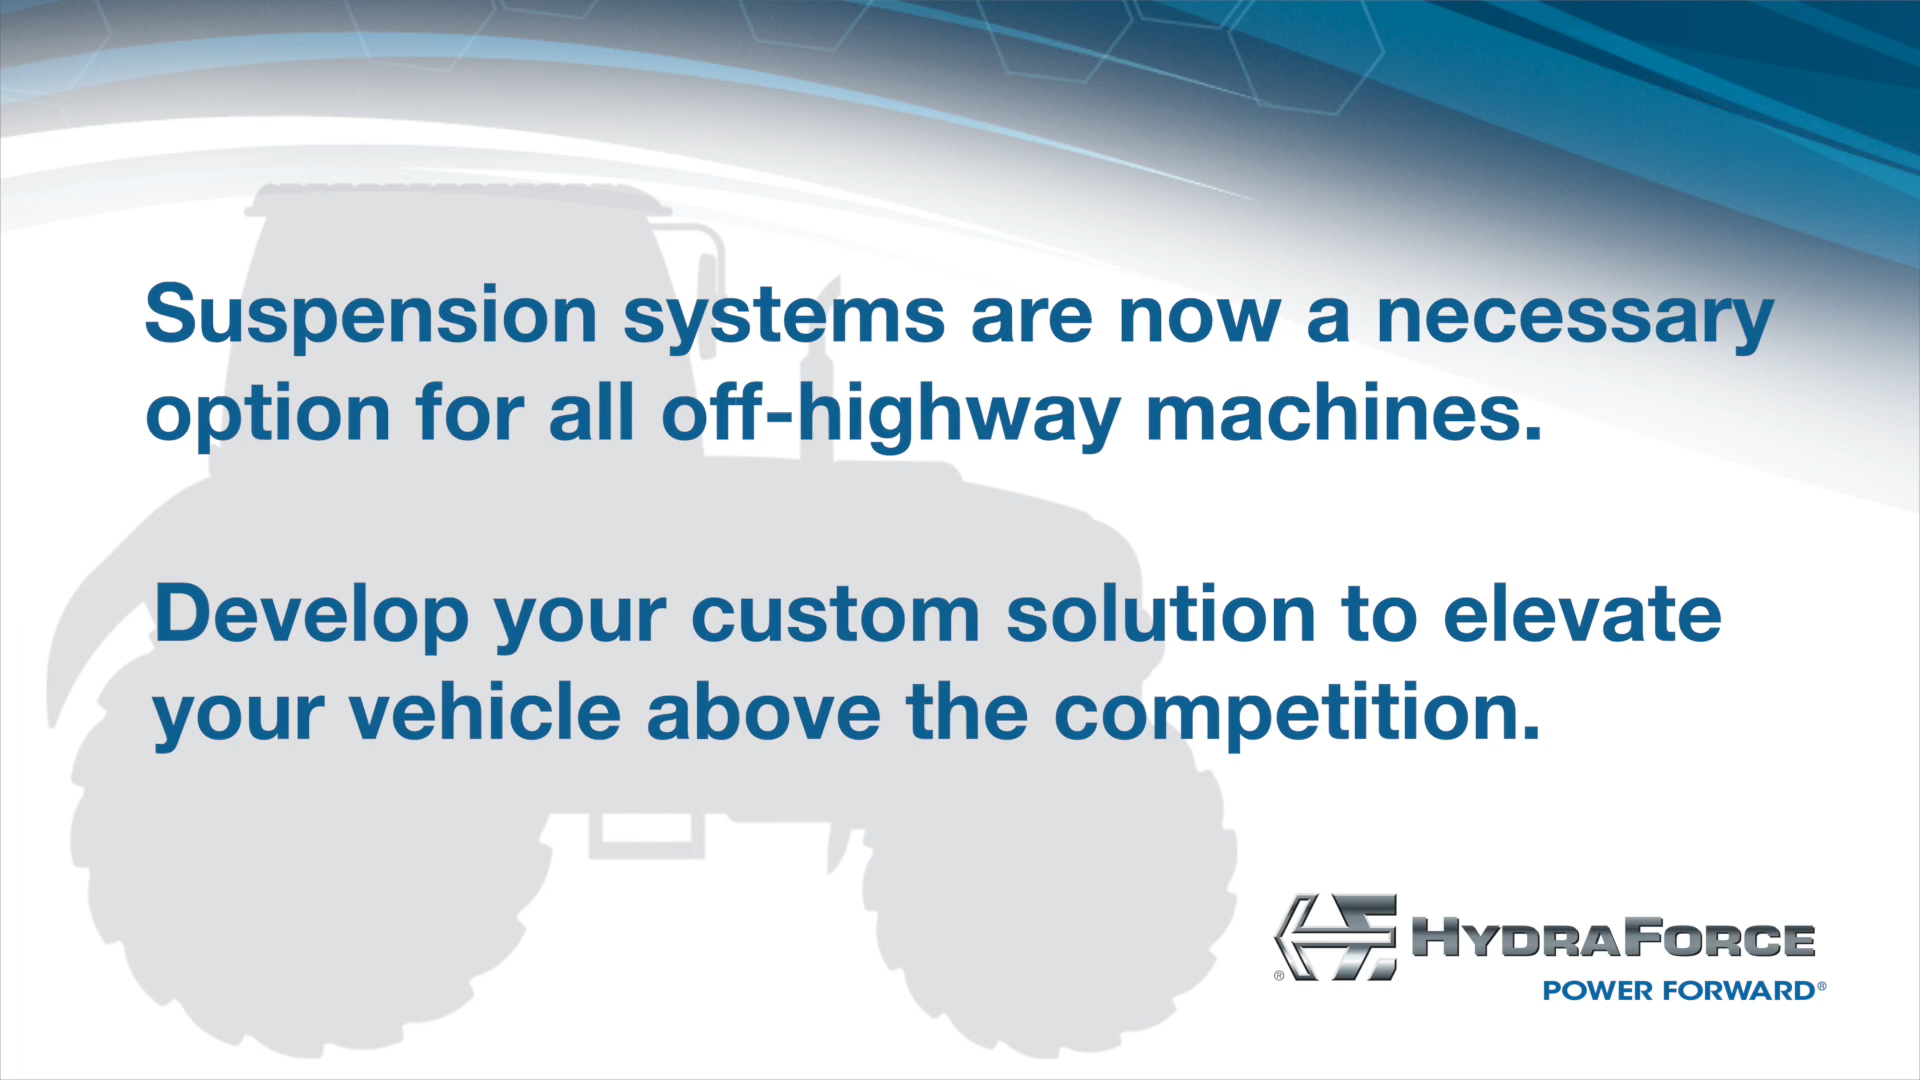 Suspension systems are now a necessary
option for all off-highway machines.
Develop your custom solution to elevate
your vehicle above the competition.
® HYDRAFORCE
POWER FORWARD®